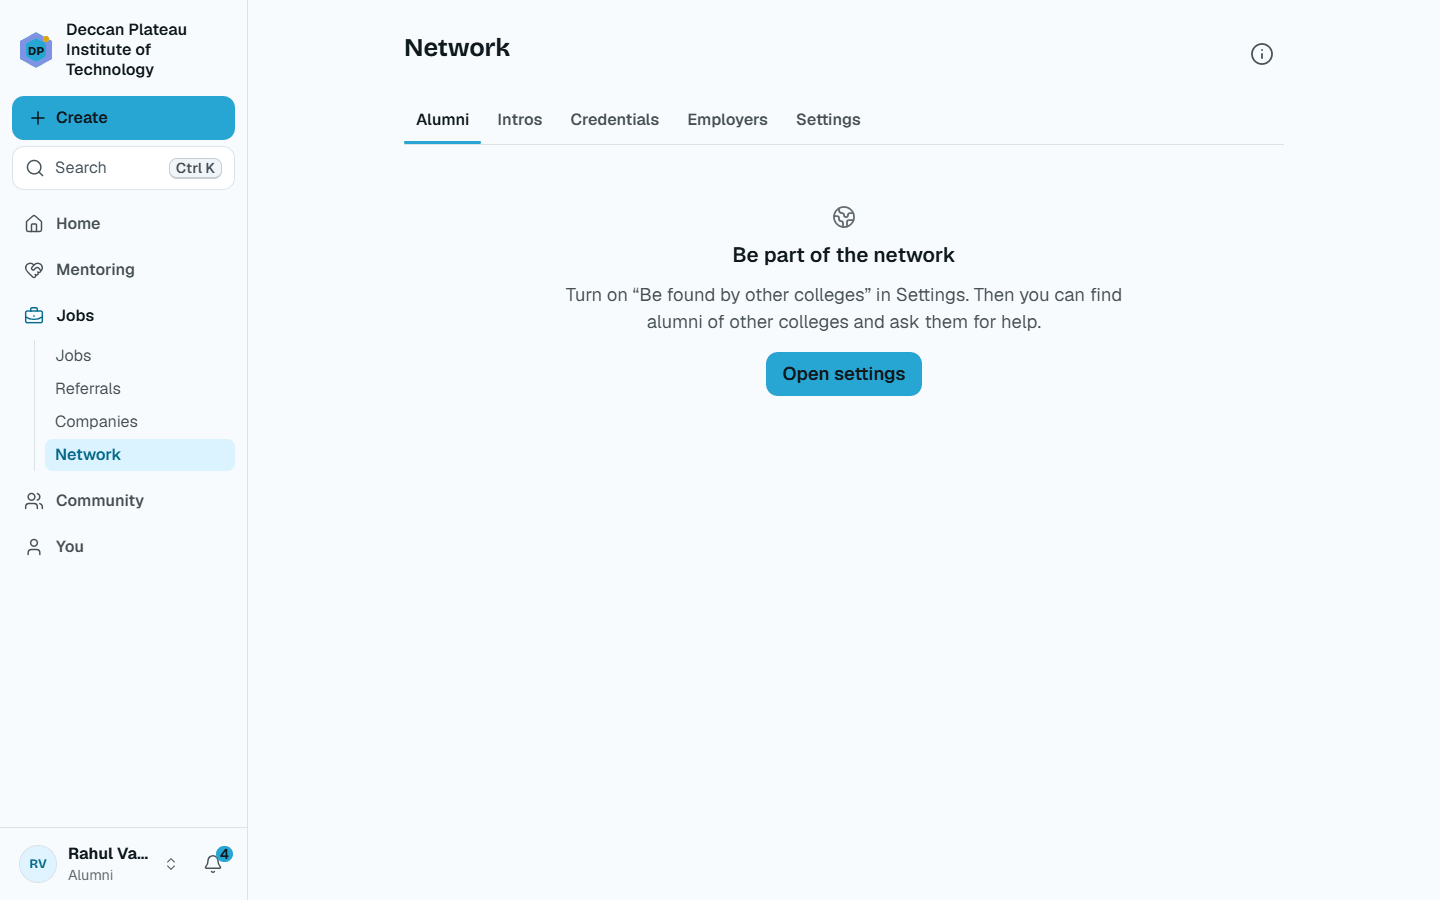 DP
Deccan Plateau
Institute of
Technology
Create
Search Ctrl K
Home
Mentoring
Jobs
Jobs
Referrals
Companies
Network
Community
You
RV
Rahul Va...
Alumni
4
Network
Alumni Intros Credentials Employers Settings
Be part of the network
Turn on “Be found by other colleges” in Settings. Then you can find
alumni of other colleges and ask them for help.
Open settings